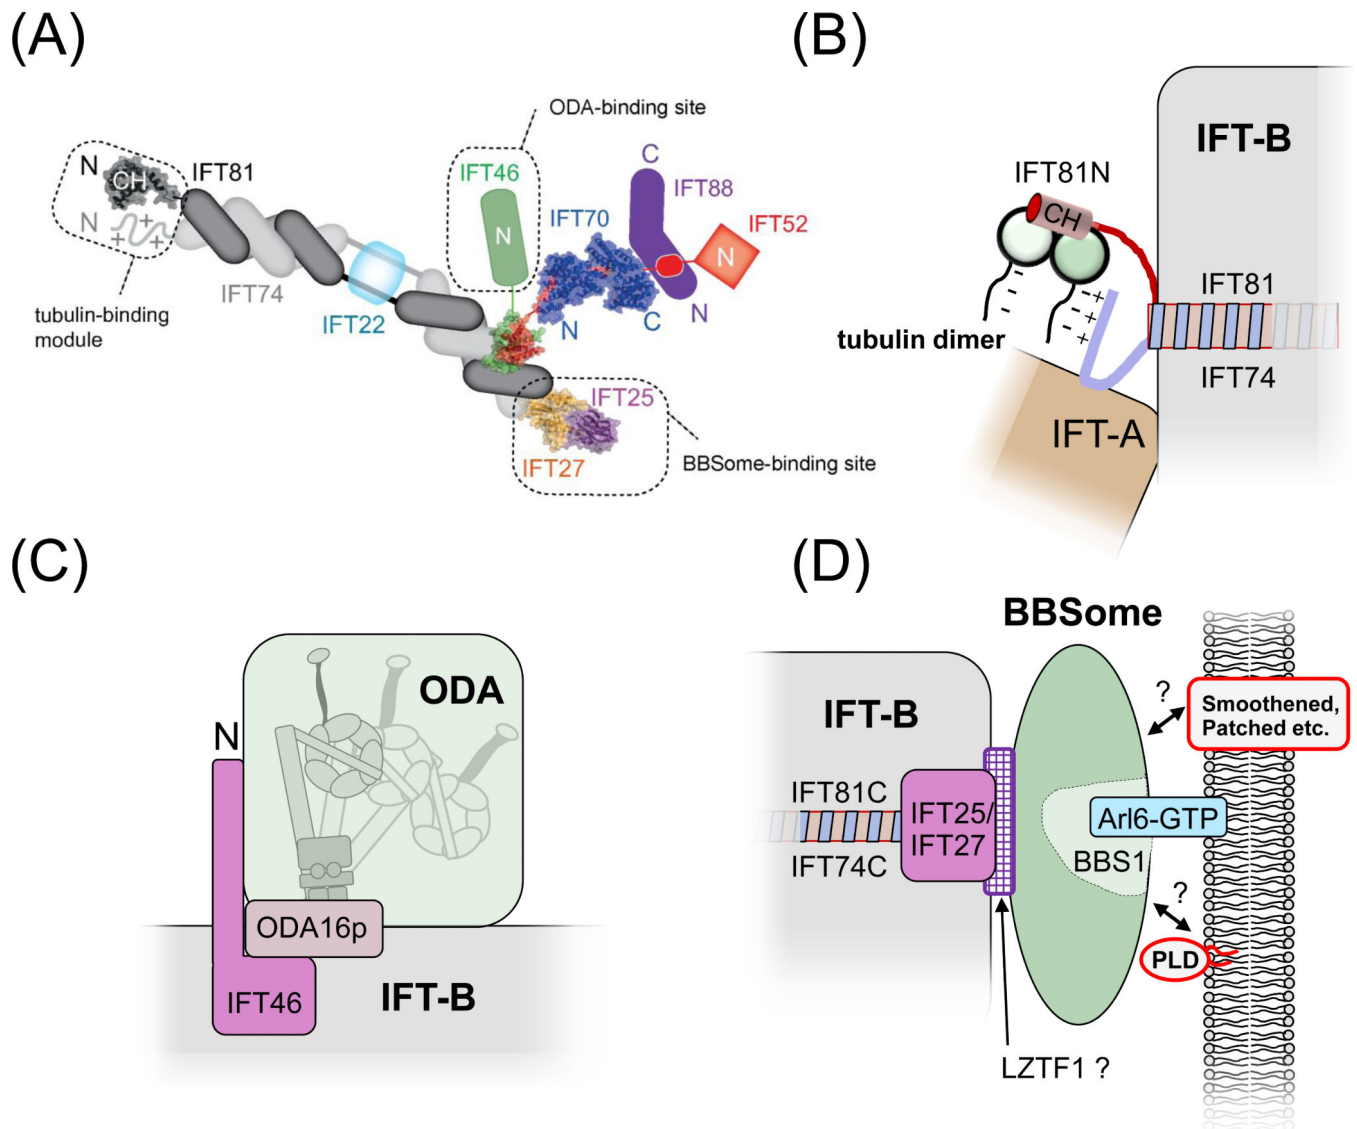 (A)
ODA-binding site
N
CH
IFT81
N
+ + +
IFT74
tubulin-binding
module
IFT22
IFT46
N
IFT70
N
C
C
IFT88
N
IFT52
N
IFT25
IFT27
BBSome-binding site
(B)
IFT-B
IFT81N
CH
- -
- - -
+ + +
tubulin dimer
IFT81
IFT74
IFT-A
(C)
ODA
N
ODA16p
IFT46
IFT-B
(D)
BBSome
IFT-B
?
Smoothened,
Patched etc.
IFT81C
IFT25/
IFT27
IFT74C
Arl6-GTP
BBS1
?
PLD
LZTF1 ?